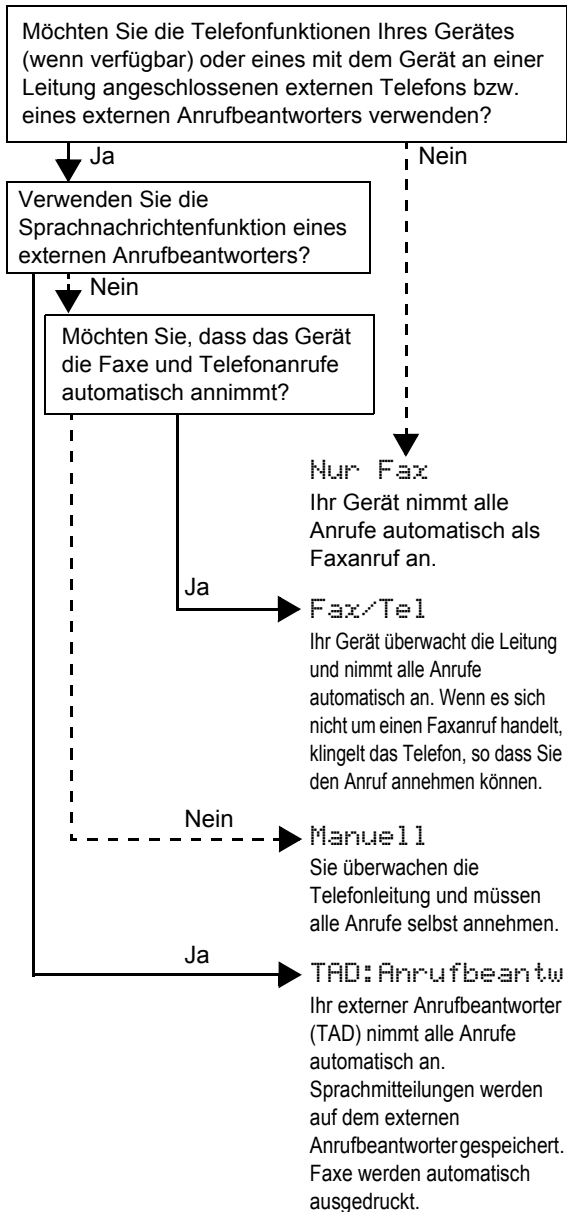 Möchten Sie die Telefonfunktionen Ihres Gerätes
(wenn verfügbar) oder eines mit dem Gerät an einer
Leitung angeschlossenen externen Telefons bzw.
eines externen Anrufbeantworters verwenden?
Ja
Nein
Verwenden Sie die
Sprachnachrichtenfunktion eines
externen Anrufbeantworters?
Nein
Möchten Sie, dass das Gerät
die Faxe und Telefonanrufe
automatisch annimmt?
Nur Fax
Ihr Gerät nimmt alle
Anrufe automatisch als
Faxanruf an.
Ja
Fax/Tel
Ihr Gerät überwacht die Leitung
und nimmt alle Anrufe
automatisch an. Wenn es sich
nicht um einen Faxanruf handelt,
klingelt das Telefon, so dass Sie
den Anruf annehmen können.
Nein
Manuell
Sie überwachen die
Telefonleitung und müssen
alle Anrufe selbst annehmen.
Ja
TAD:Anrufbeantw
Ihr externer Anrufbeantworter
(TAD) nimmt alle Anrufe
automatisch an.
Sprachmitteilungen werden
auf dem externen
Anrufbeantworter gespeichert.
Faxe werden automatisch
ausgedruckt.